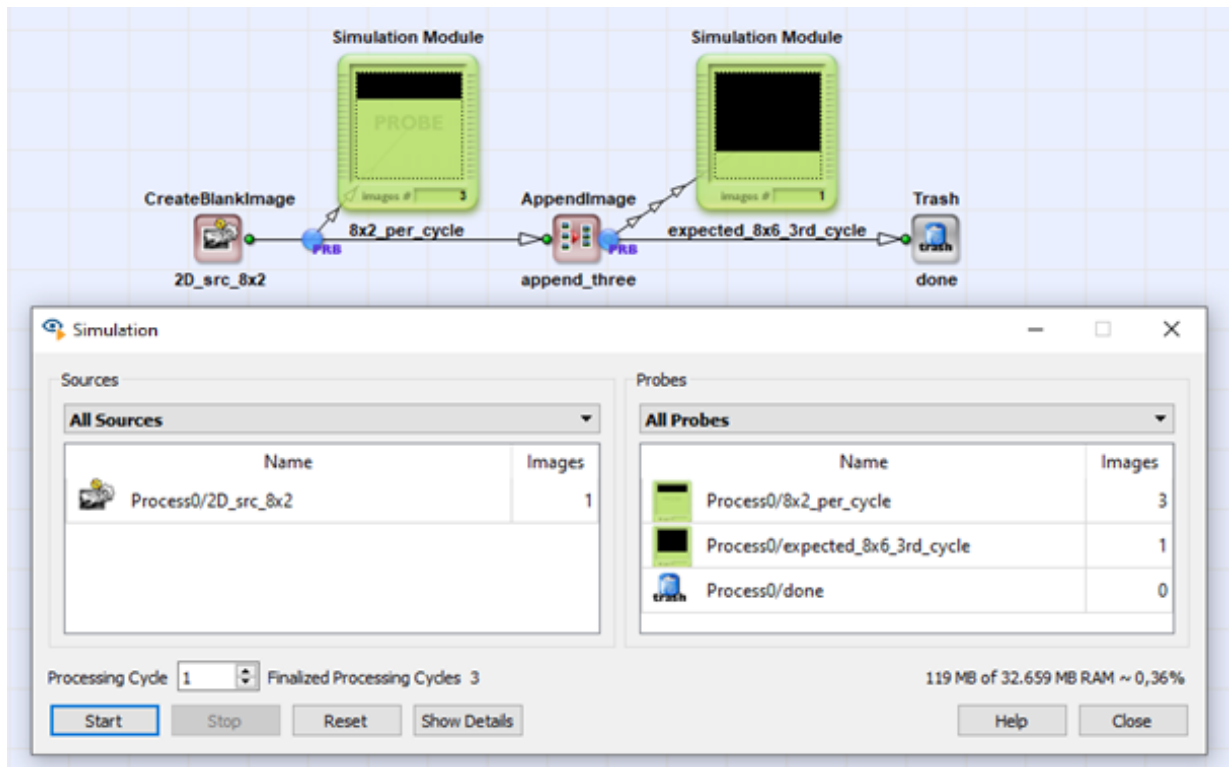 Simulation Module Simulation Module
PROBE
CreateBlankImage images # 3 AppendImage images # 1 Trash
8x2_per_cycle expected_8x6_3rd_cycle
PRB PRB trash
2D_src_8x2 append_three done
Simulation
Sources Probes
All Sources All Probes
Name Images Name Images
Process0/2D_src_8x2 1 Process0/8x2_per_cycle 3
Process0/expected_8x6_3rd_cycle 1
trash Process0/done 0
Processing Cycle 1 Finalized Processing Cycles 3 119 MB of 32.659 MB RAM ~ 0,36%
Start Stop Reset Show Details Help Close